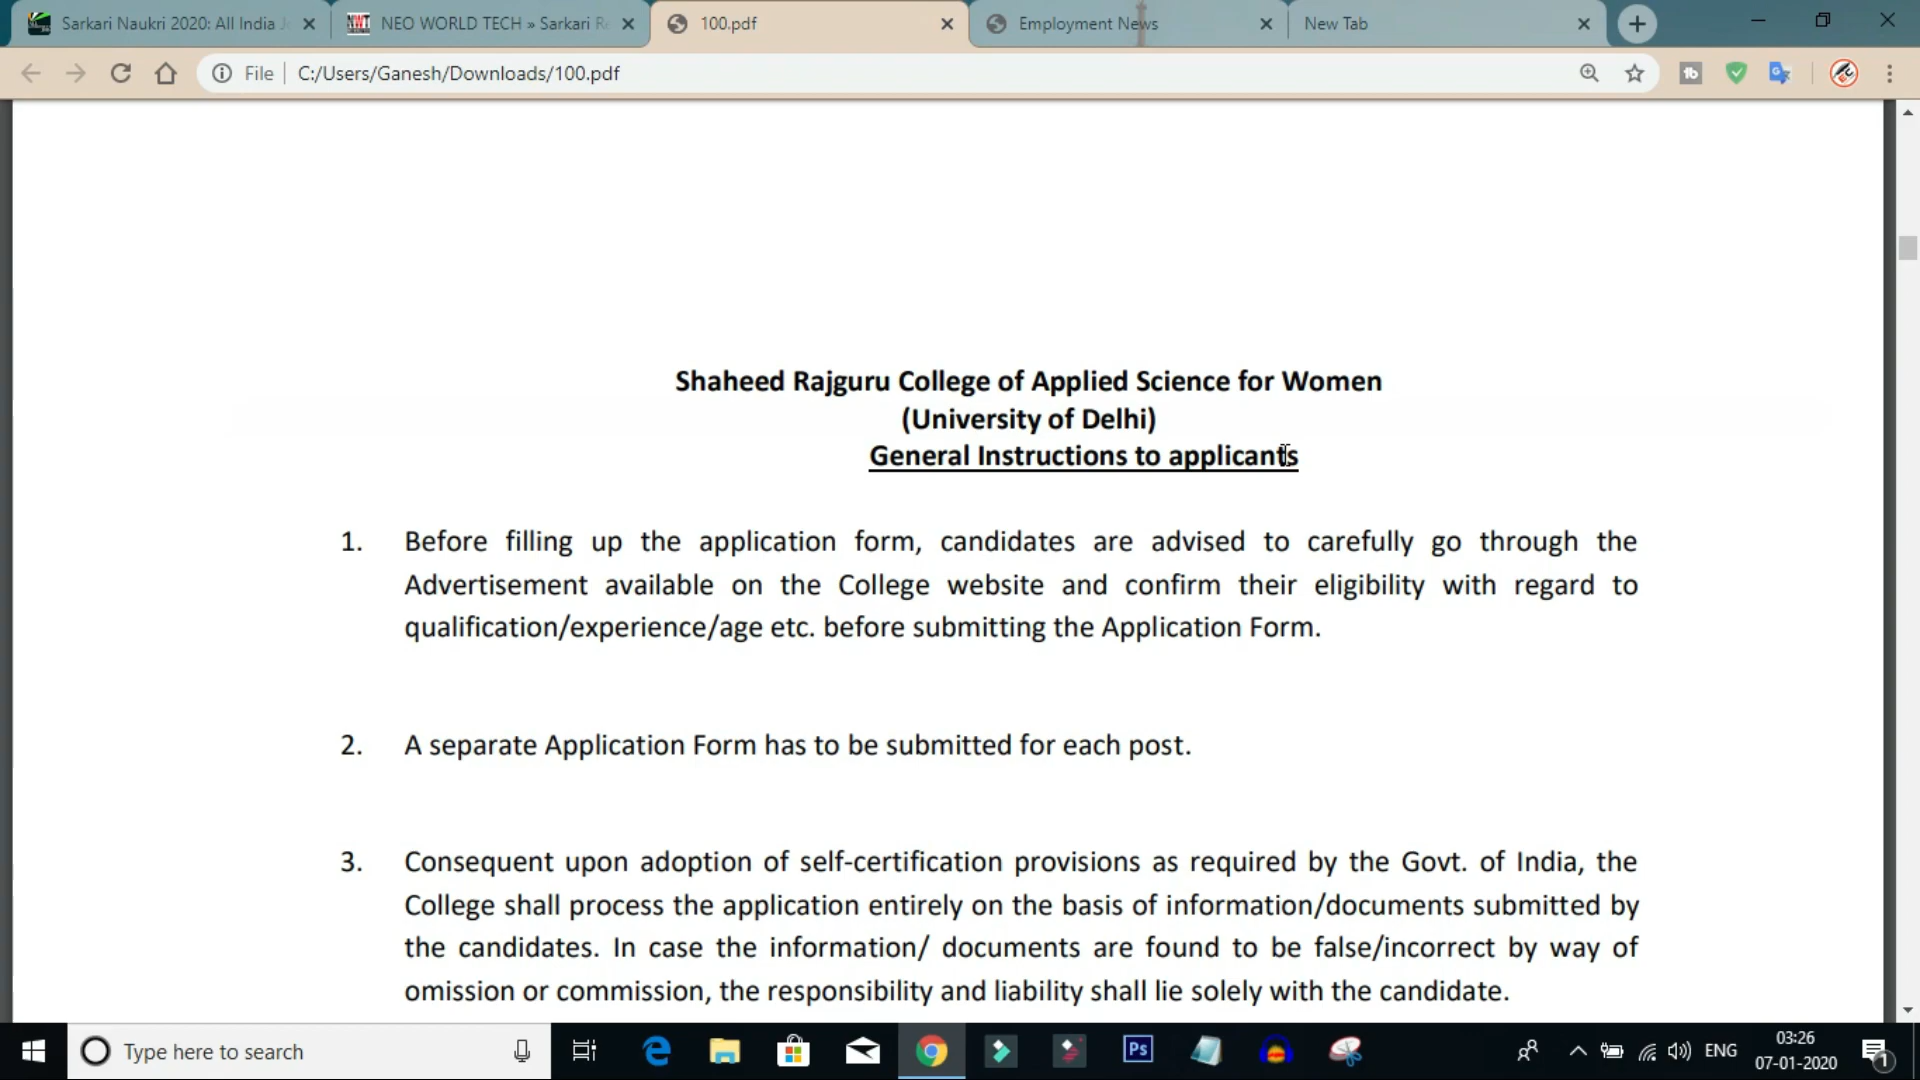 Sarkari Naukri 2020: All India J
NEO WORLD TECH » Sarkari Re
100.pdf
Employment News
New Tab
File
C:/Users/Ganesh/Downloads/100.pdf
Shaheed Rajguru College of Applied Science for Women
(University of Delhi)
General Instructions to applicants
1. Before filling up the application form, candidates are advised to carefully go through the
Advertisement available on the College website and confirm their eligibility with regard to
qualification/experience/age etc. before submitting the Application Form.
2. A separate Application Form has to be submitted for each post.
3. Consequent upon adoption of self-certification provisions as required by the Govt. of India, the
College shall process the application entirely on the basis of information/documents submitted by
the candidates. In case the information/ documents are found to be false/incorrect by way of
omission or commission, the responsibility and liability shall lie solely with the candidate.
Type here to search
Ps
ENG
03:26
07-01-2020
1